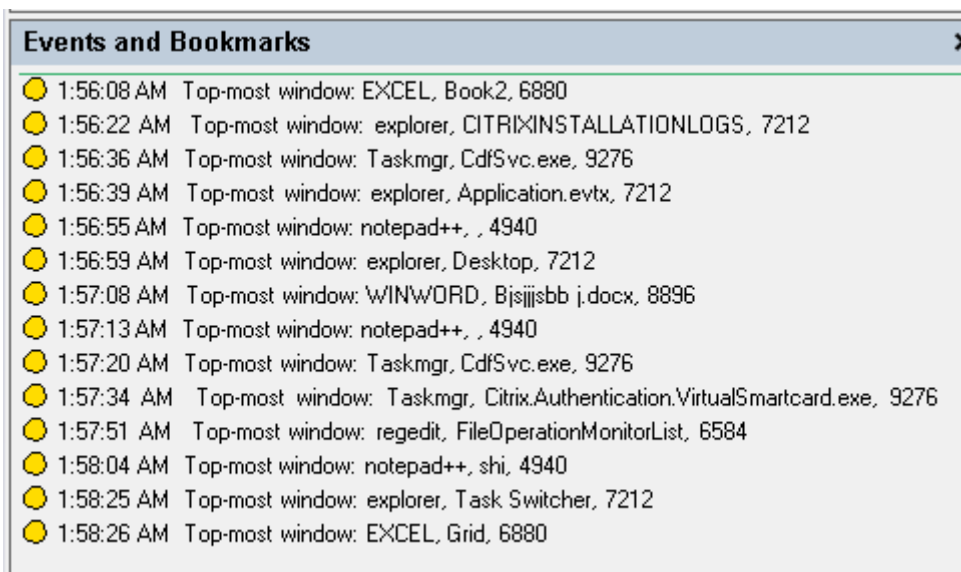 Events and Bookmarks
1:56:08 AM Top-most window: EXCEL, Book2, 6880
1:56:22 AM Top-most window: explorer, CITRIXINSTALLATIONLOGS, 7212
1:56:36 AM Top-most window: Taskmgr, CdfSvc.exe, 9276
1:56:39 AM Top-most window: explorer, Application.evtx, 7212
1:56:55 AM Top-most window: notepad++, , 4940
1:56:59 AM Top-most window: explorer, Desktop, 7212
1:57:08 AM Top-most window: WINWORD, Bjsjjjsbb j.docx, 8896
1:57:13 AM Top-most window: notepad++, , 4940
1:57:20 AM Top-most window: Taskmgr, CdfSvc.exe, 9276
1:57:34 AM Top-most window: Taskmgr, Citrix.Authentication.VirtualSmartcard.exe, 9276
1:57:51 AM Top-most window: regedit, FileOperationMonitorList, 6584
1:58:04 AM Top-most window: notepad++, shi, 4940
1:58:25 AM Top-most window: explorer, Task Switcher, 7212
1:58:26 AM Top-most window: EXCEL, Grid, 6880